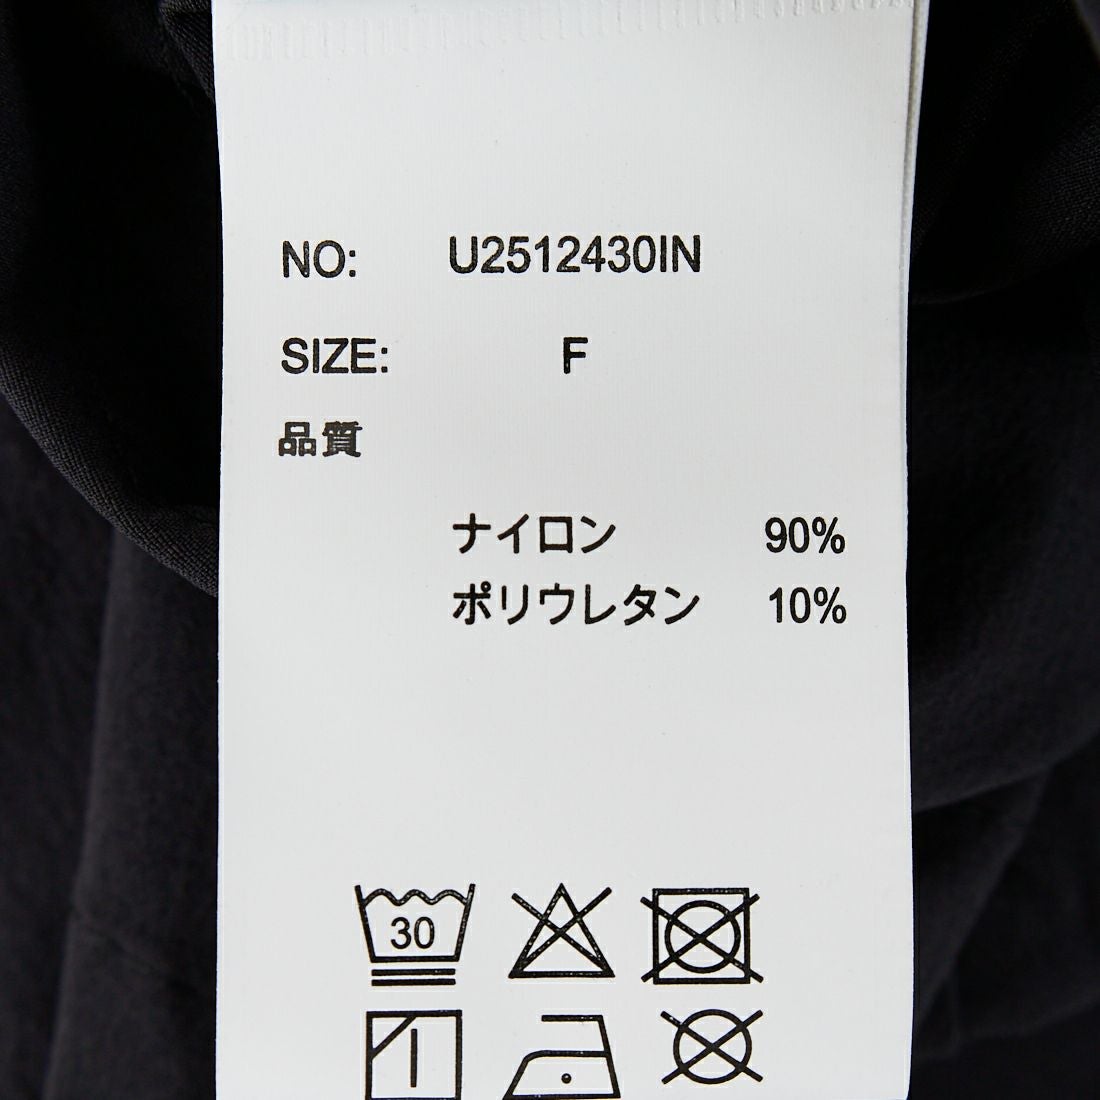 NO: U2512430IN
SIZE: F
品質
ナイロン 90%
ポリウレタン 10%
30